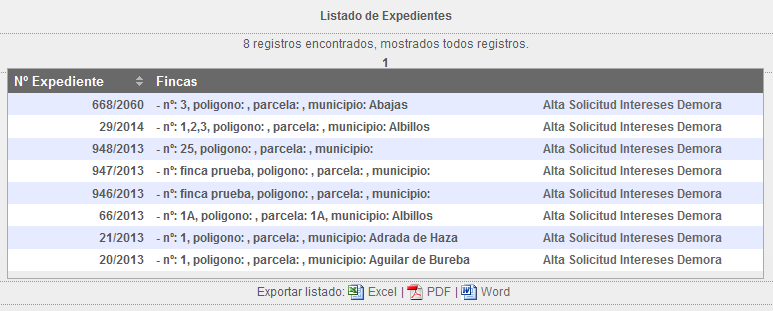 Listado de Expedientes
8 registros encontrados, mostrados todos registros.
1
Nº Expediente Fincas
668/2060 - nº: 3, poligono: , parcela: , municipio: Abajas Alta Solicitud Intereses Demora
29/2014 - nº: 1,2,3, poligono: , parcela: , municipio: Albillos Alta Solicitud Intereses Demora
948/2013 - nº: 25, poligono: , parcela: , municipio: Alta Solicitud Intereses Demora
947/2013 - nº: finca prueba, poligono: , parcela: , municipio: Alta Solicitud Intereses Demora
946/2013 - nº: finca prueba, poligono: , parcela: , municipio: Alta Solicitud Intereses Demora
66/2013 - nº: 1A, poligono: , parcela: 1A, municipio: Albillos Alta Solicitud Intereses Demora
21/2013 - nº: 1, poligono: , parcela: , municipio: Adrada de Haza Alta Solicitud Intereses Demora
20/2013 - nº: 1, poligono: , parcela: , municipio: Aguilar de Bureba Alta Solicitud Intereses Demora
Exportar listado: Excel | PDF | Word